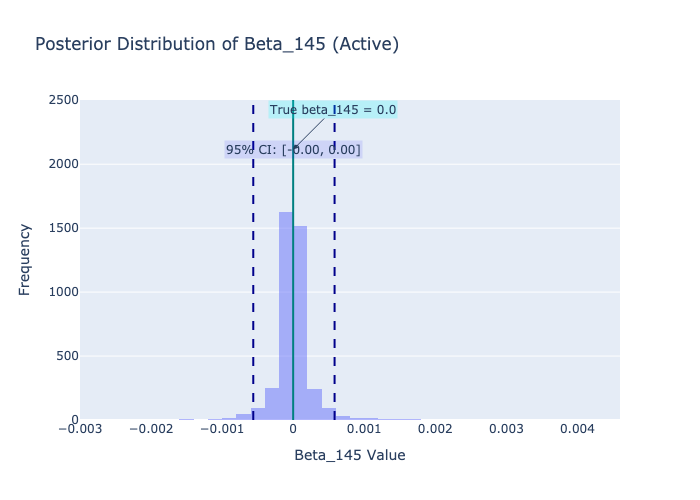 Posterior Distribution of Beta_145 (Active)
2500
True beta_145 = 0.0
95% CI: [-0.00, 0.00]
2000
1500
1000
500
0
Frequency
−0.003 −0.002 −0.001 0 0.001 0.002 0.003 0.004
Beta_145 Value